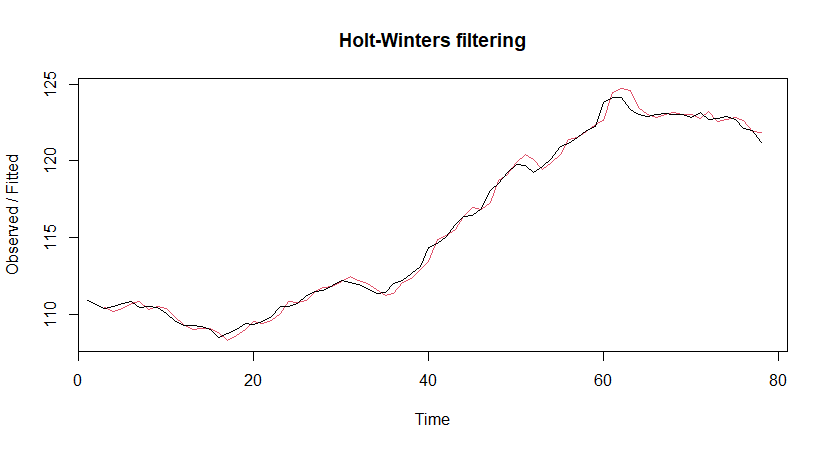 Holt-Winters filtering
Observed / Fitted
125
120
115
110
0 20 40 60 80
Time